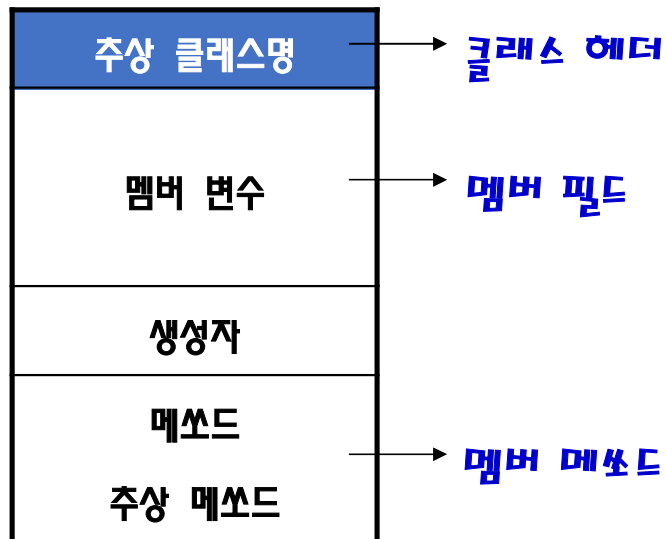 추상 클래스명
클래스 헤더
멤버 변수
멤버 필드
생성자
메쏘드
추상 메쏘드
멤버 메쏘드